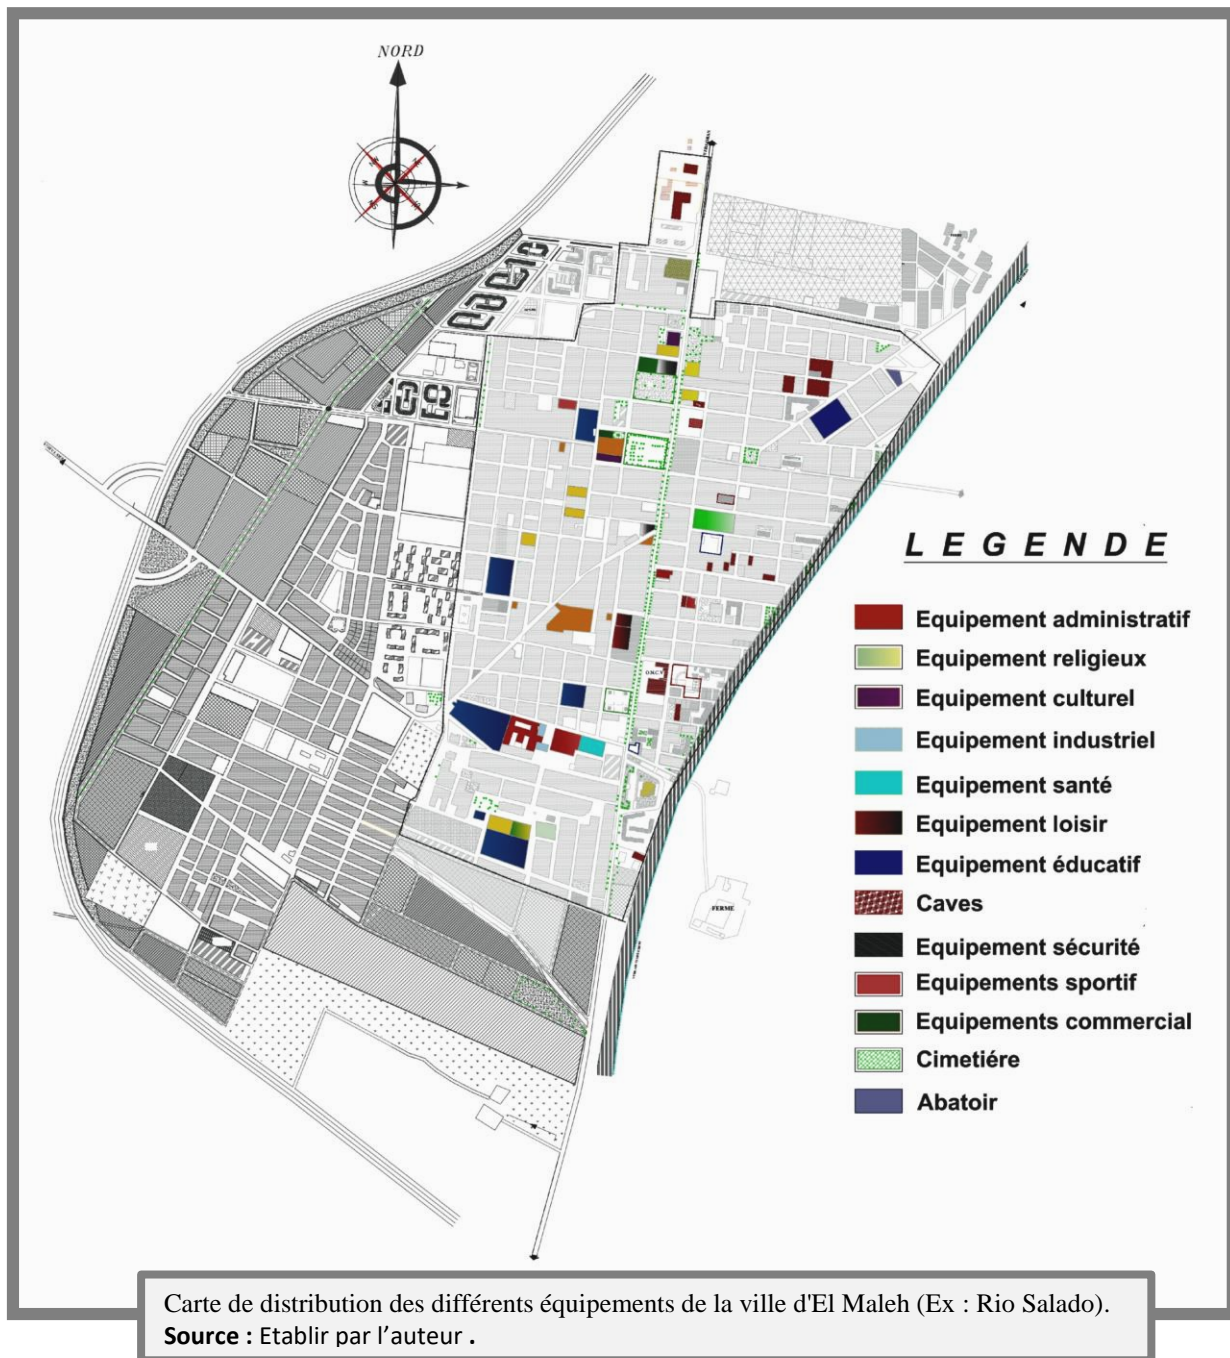 NORD
O.N.C.V
FERME
L E G E N D E
Equipement administratif
Equipement religieux
Equipement culturel
Equipement industriel
Equipement santé
Equipement loisir
Equipement éducatif
Caves
Equipement sécurité
Equipements sportif
Equipements commercial
Cimetiére
Abatoir
Carte de distribution des différents équipements de la ville d'El Maleh (Ex : Rio Salado).
Source : Etablir par l’auteur .